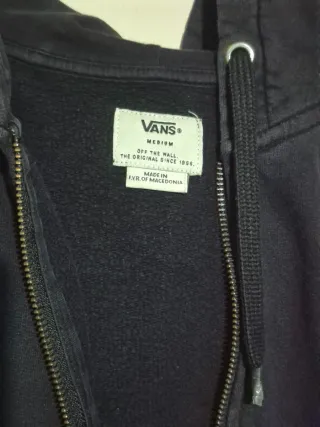 VANS®
MEDIUM
OFF THE WALL.
THE ORIGINAL SINCE 1966.
MADE IN
F.Y.R. OF MACEDONIA